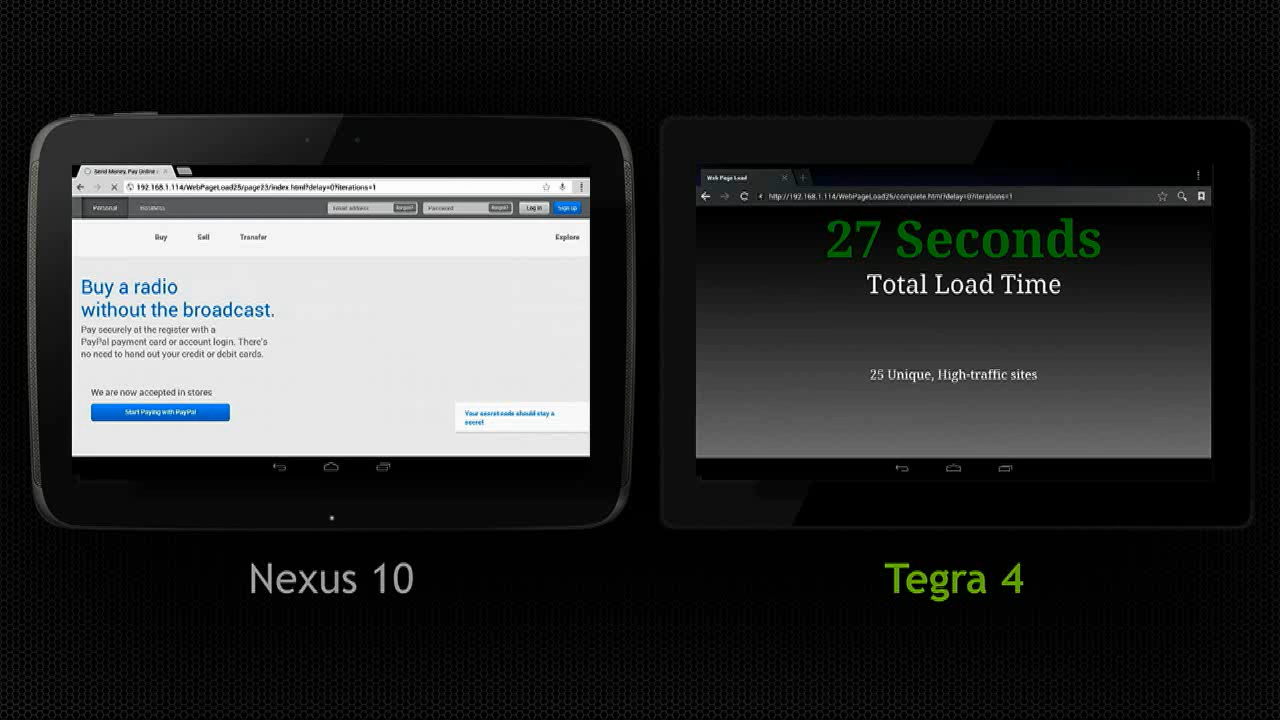 Send Money, Pay Online
192.168.1.114/WebPageLoad25/page23/index.html?delay=0?iterations=1
Personal Business Email address Forgot? Password Forgot? Log In Sign Up
Buy Sell Transfer Explore
Buy a radio
without the broadcast.
Pay securely at the register with a
PayPal payment card or account login. There's
no need to hand out your credit or debit cards.
We are now accepted in stores
Start Paying with PayPal
Your secret code should stay a
secret
Nexus 10
Web Page Load
http://192.168.1.114/WebPageLoad25/complete.html?delay=0?iterations=1
27 Seconds
Total Load Time
25 Unique, High-traffic sites
Tegra 4